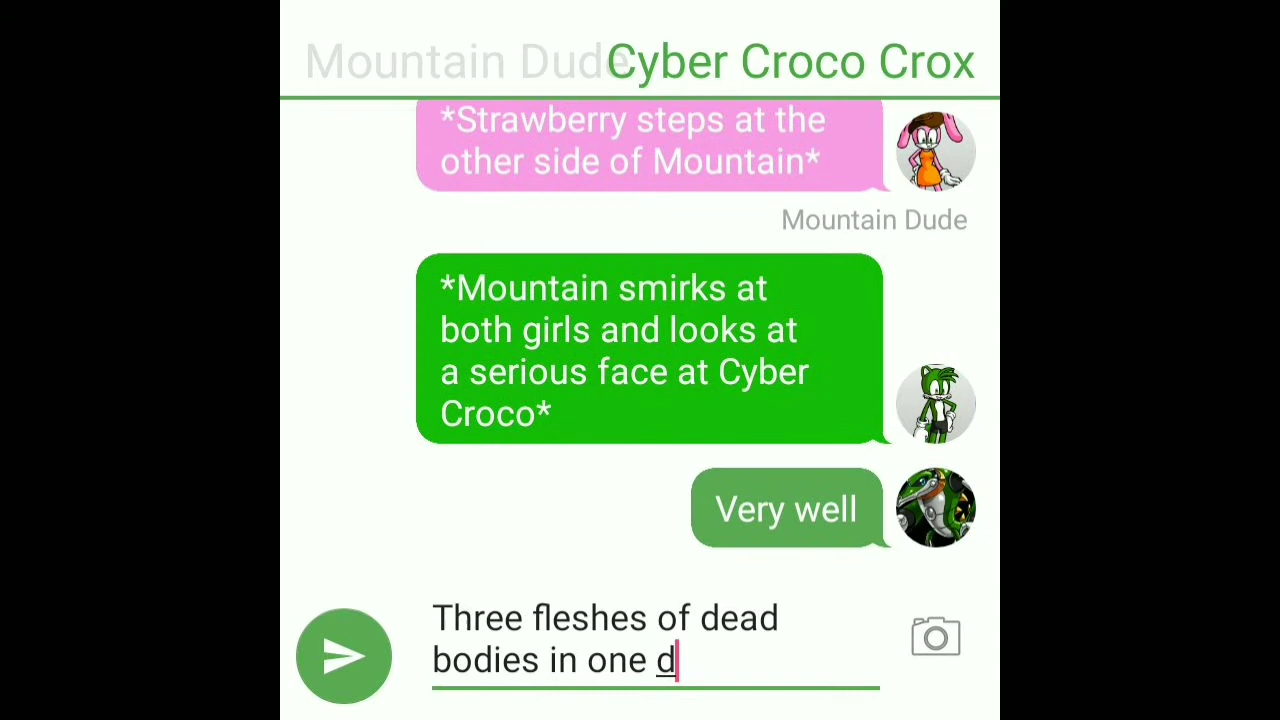 Mountain Dude Cyber Croco Crox
*Strawberry steps at the
other side of Mountain*
Mountain Dude
*Mountain smirks at
both girls and looks at
a serious face at Cyber
Croco*
Very well
Three fleshes of dead
bodies in one d